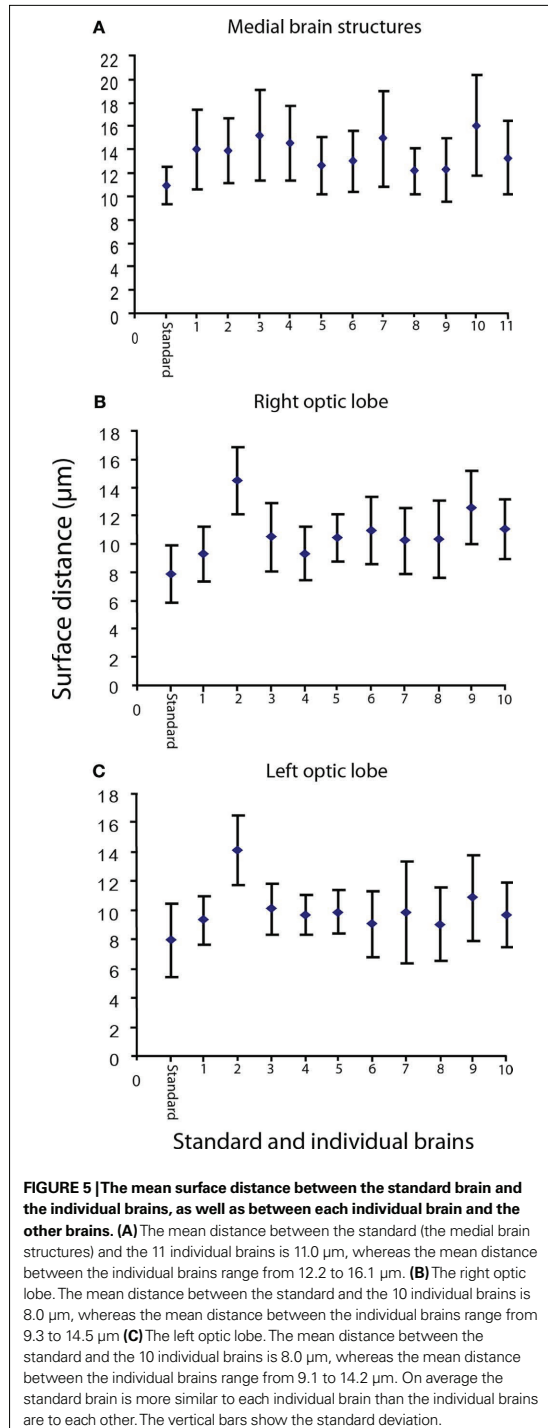 A
Medial brain structures
22
20
18
16
14
12
10
8
6
4
2
0
0 Standard 1 2 3 4 5 6 7 8 9 10 11
B
Right optic lobe
18
16
14
12
10
8
6
4
2
0
0 Standard 1 2 3 4 5 6 7 8 9 10
Surface distance (µm)
C
Left optic lobe
18
16
14
12
10
8
6
4
2
0
0 Standard 1 2 3 4 5 6 7 8 9 10
Standard and individual brains
FIGURE 5 | The mean surface distance between the standard brain and
the individual brains, as well as between each individual brain and the
other brains. (A) The mean distance between the standard (the medial brain
structures) and the 11 individual brains is 11.0 µm, whereas the mean distance
between the individual brains range from 12.2 to 16.1 µm. (B) The right optic
lobe. The mean distance between the standard and the 10 individual brains is
8.0 µm, whereas the mean distance between the individual brains range from
9.3 to 14.5 µm (C) The left optic lobe. The mean distance between the
standard and the 10 individual brains is 8.0 µm, whereas the mean distance
between the individual brains range from 9.1 to 14.2 µm. On average the
standard brain is more similar to each individual brain than the individual brains
are to each other. The vertical bars show the standard deviation.